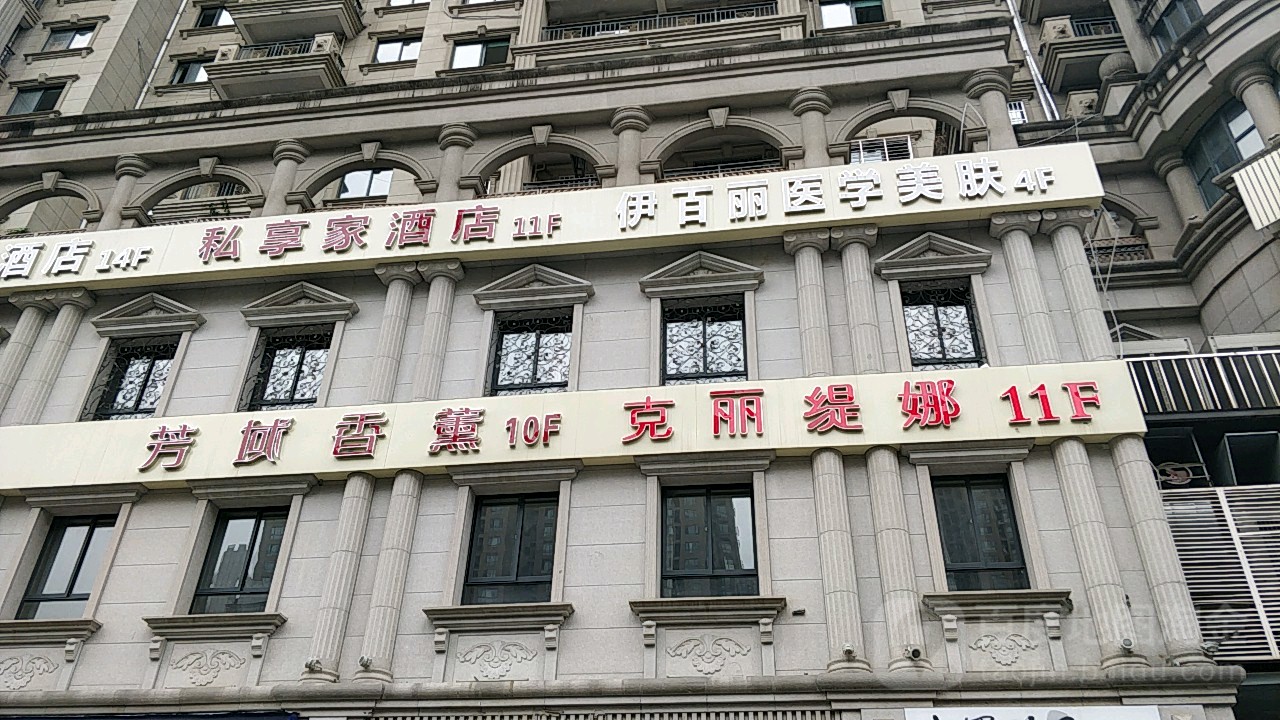 酒店 14F 私享家酒店 11F 伊百丽医学美肤 4F
芳域香薰 10F 克丽缇娜 11F